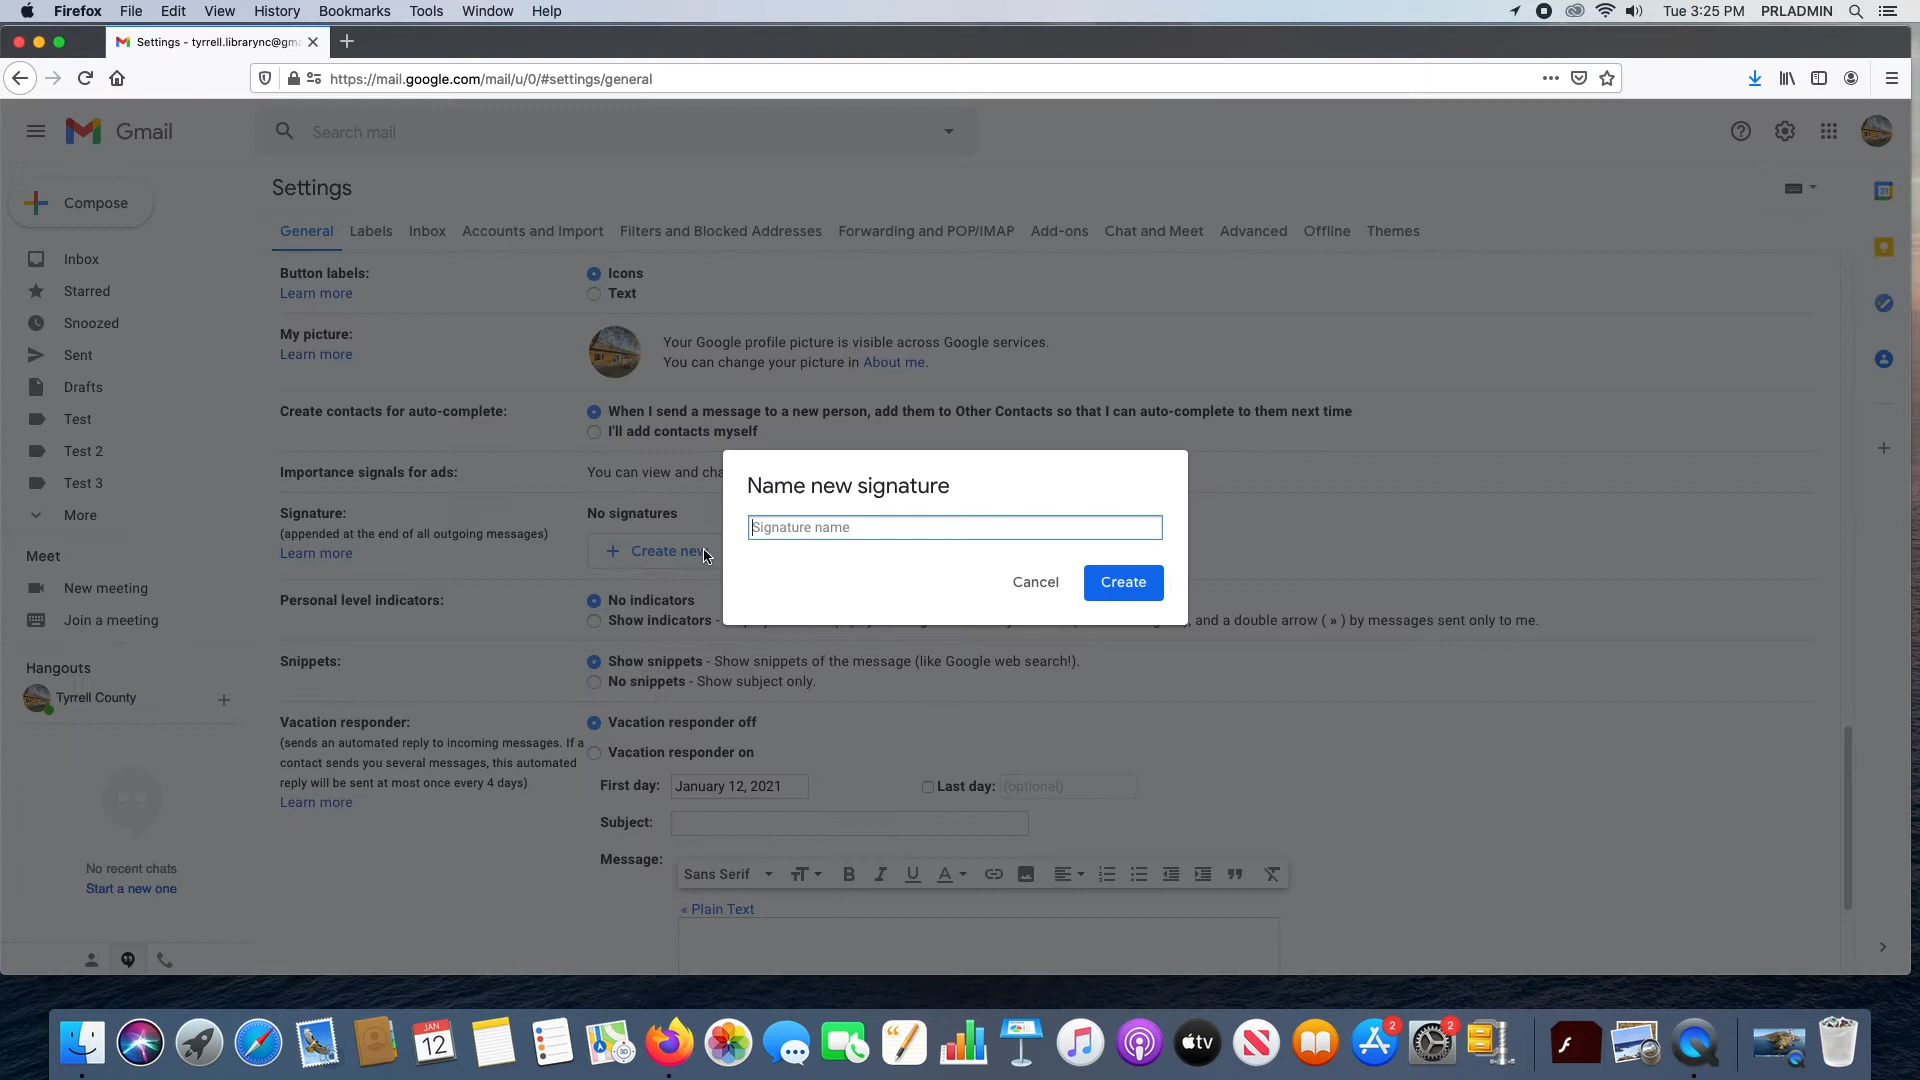 Firefox File Edit View History Bookmarks Tools Window Help Tue 3:25 PM PRLADMIN
Settings - tyrrell.librarync@gm
https://mail.google.com/mail/u/0/#settings/general
Gmail
Search mail
Settings
Compose
General Labels Inbox Accounts and Import Filters and Blocked Addresses Forwarding and POP/IMAP Add-ons Chat and Meet Advanced Offline Themes
Inbox
Starred
Snoozed
Sent
Drafts
Test
Test 2
Test 3
More
Meet
New meeting
Join a meeting
Hangouts
Tyrrell County
No recent chats
Start a new one
Button labels:
Learn more
Icons
Text
My picture:
Learn more
Your Google profile picture is visible across Google services.
You can change your picture in About me.
Create contacts for auto-complete:
When I send a message to a new person, add them to Other Contacts so that I can auto-complete to them next time
I'll add contacts myself
Importance signals for ads:
You can view and cha
Signature:
(appended at the end of all outgoing messages)
Learn more
No signatures
Create new
Name new signature
Signature name
Cancel Create
Personal level indicators:
No indicators
Show indicators - , and a double arrow ( » ) by messages sent only to me.
Snippets:
Show snippets - Show snippets of the message (like Google web search!).
No snippets - Show subject only.
Vacation responder:
(sends an automated reply to incoming messages. If a
contact sends you several messages, this automated
reply will be sent at most once every 4 days)
Learn more
Vacation responder off
Vacation responder on
First day: January 12, 2021 Last day: (optional)
Subject:
Message:
Sans Serif
« Plain Text
31
JAN
12
3D
tv
2
2